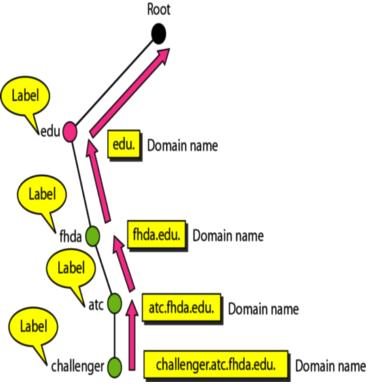 Root
Label
edu
edu. Domain name
Label
fhda
fhda.edu. Domain name
Label
atc
atc.fhda.edu. Domain name
Label
challenger
challenger.atc.fhda.edu. Domain name